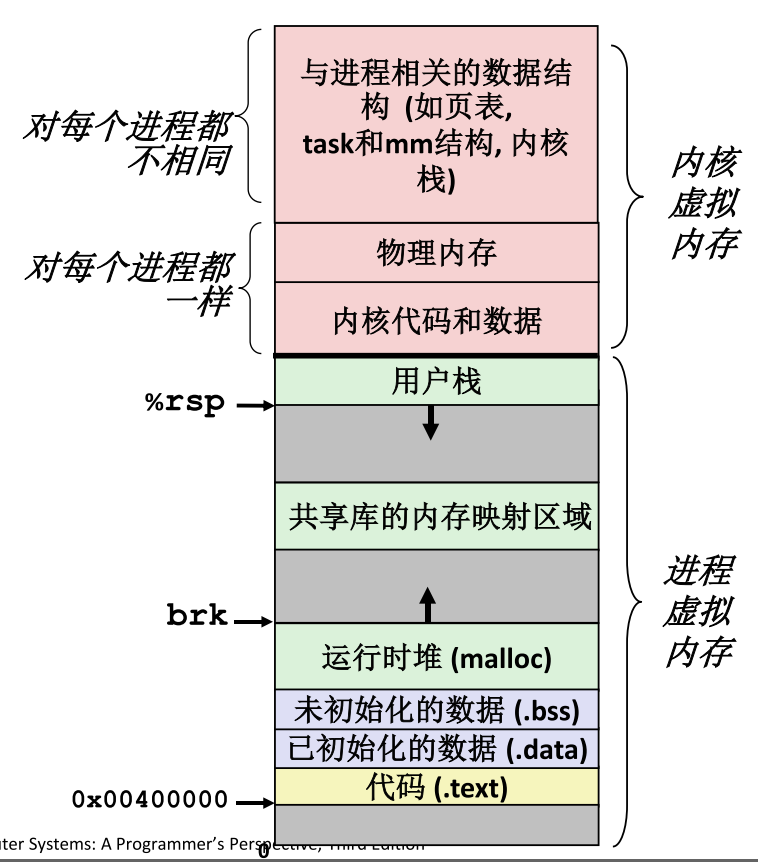 与进程相关的数据结
构 (如页表,
task和mm结构, 内核
栈)
对每个进程都
不相同
内核
虚拟
内存
物理内存
对每个进程都
一样
内核代码和数据
用户栈
%rsp
共享库的内存映射区域
进程
虚拟
内存
brk
运行时堆 (malloc)
未初始化的数据 (.bss)
已初始化的数据 (.data)
代码 (.text)
0x00400000
uter Systems: A Programmer's Perspective, Third Edition
0